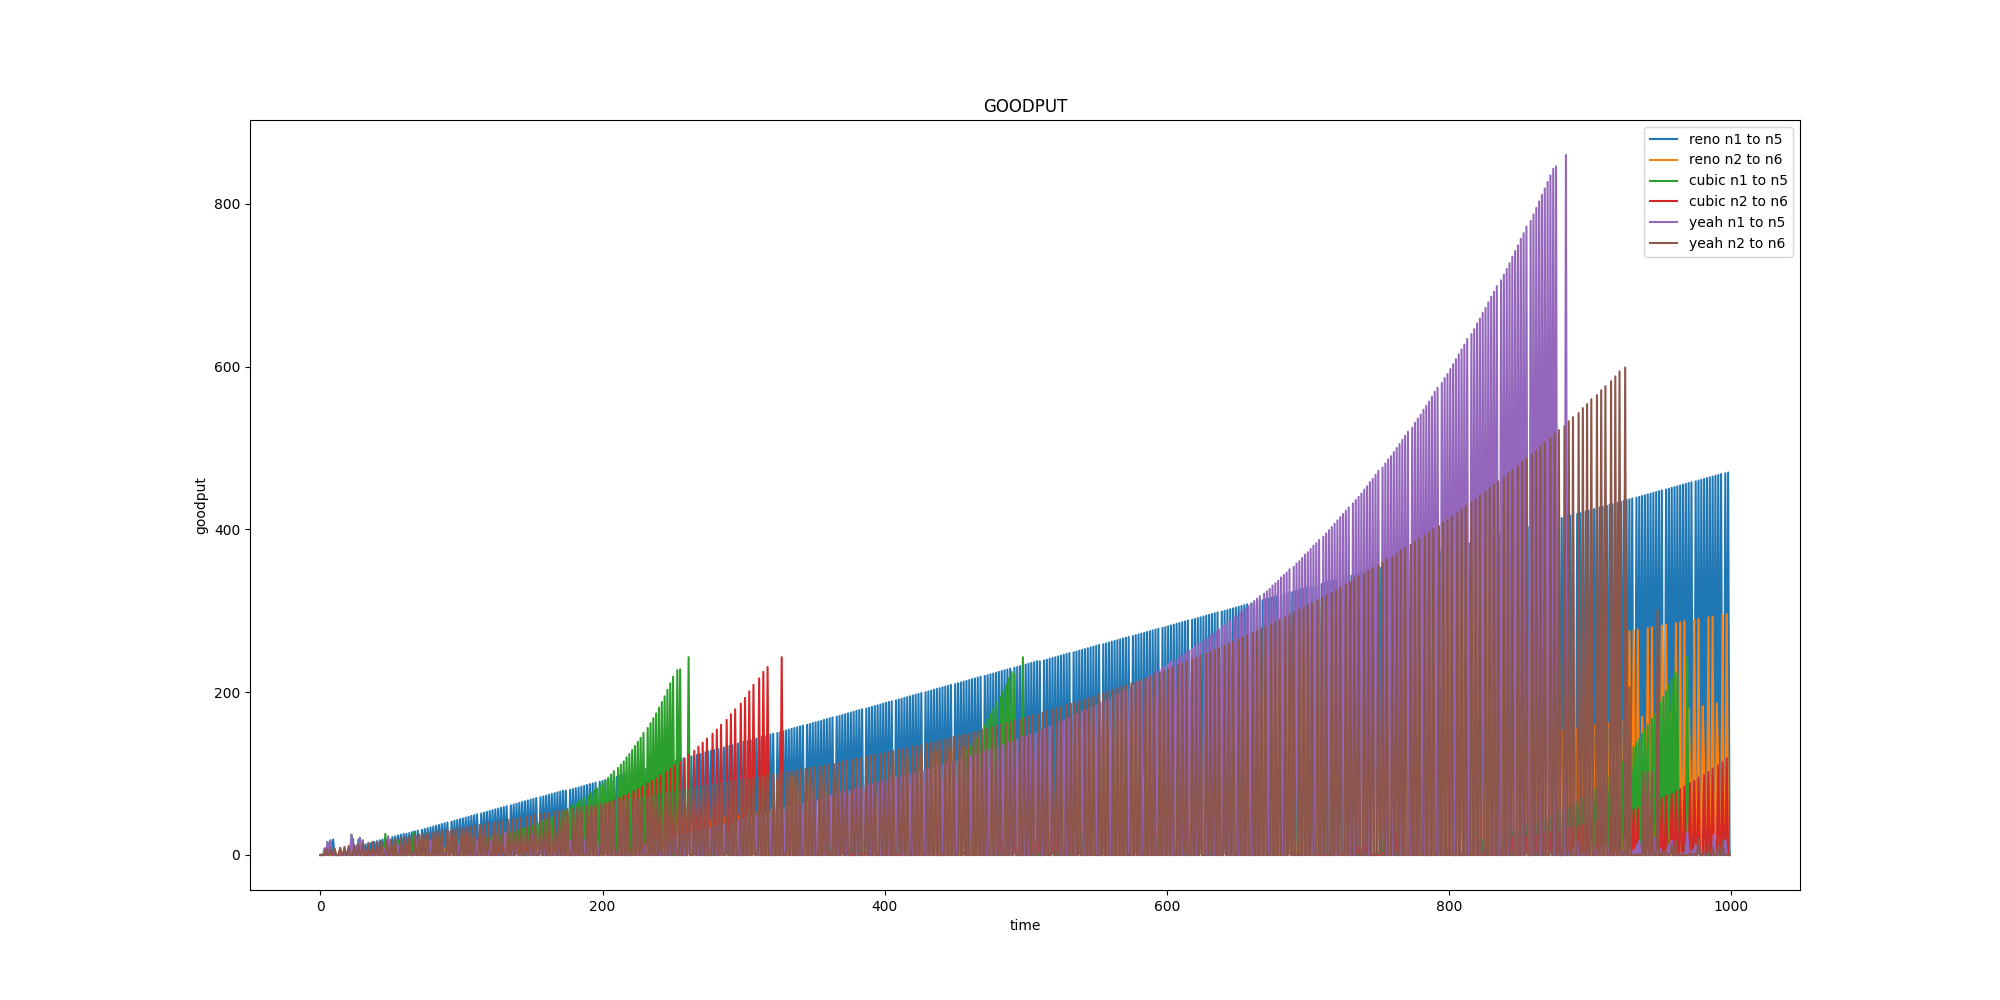 GOODPUT
reno n1 to n5
reno n2 to n6
cubic n1 to n5
cubic n2 to n6
yeah n1 to n5
yeah n2 to n6
800
600
400
200
0
goodput
0 200 400 600 800 1000
time